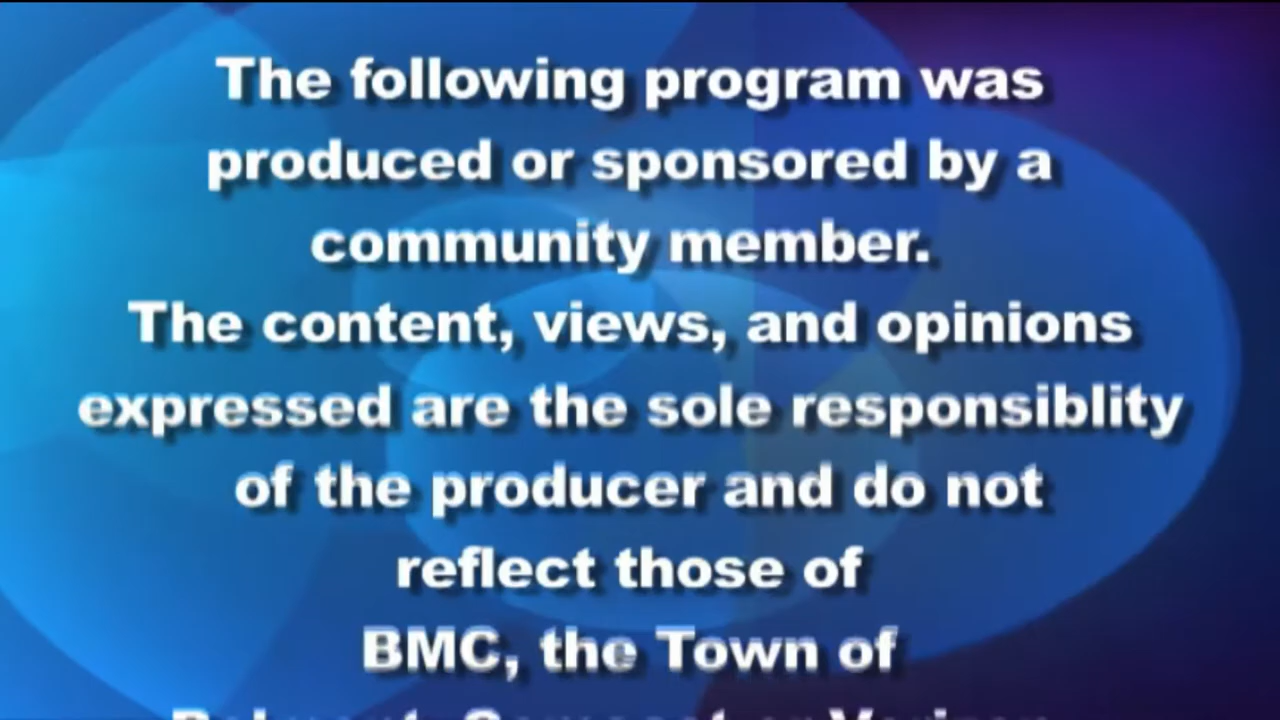 The following program was
produced or sponsored by a
community member.
The content, views, and opinions
expressed are the sole responsiblity
of the producer and do not
reflect those of
BMC, the Town of